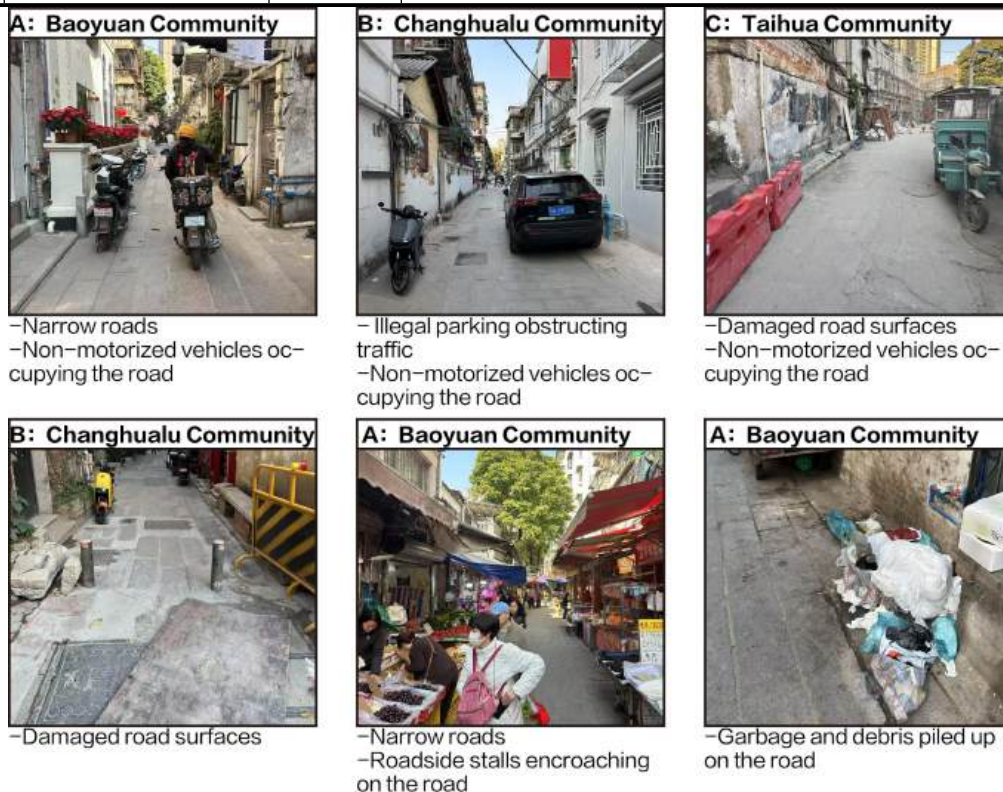 A: Baoyuan Community
–Narrow roads
–Non–motorized vehicles oc–
cupying the road
B: Changhualu Community
– Illegal parking obstructing
traffic
–Non–motorized vehicles oc–
cupying the road
C: Taihua Community
–Damaged road surfaces
–Non–motorized vehicles oc–
cupying the road
B: Changhualu Community
–Damaged road surfaces
A: Baoyuan Community
–Narrow roads
–Roadside stalls encroaching
on the road
A: Baoyuan Community
–Garbage and debris piled up
on the road